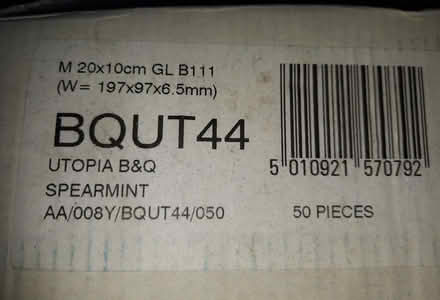 M 20x10cm GL B111
(W= 197x97x6.5mm)
BQUT44
UTOPIA B&Q
SPEARMINT
AA/008Y/BQUT44/050
5 010921 570792
50 PIECES